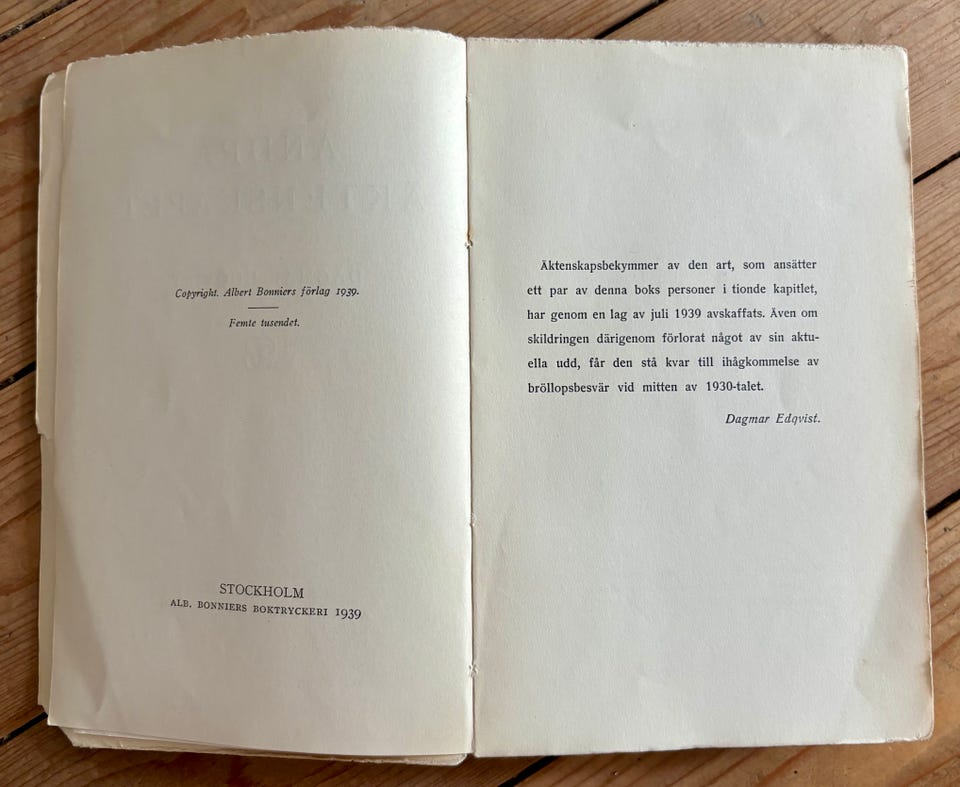 Copyright. Albert Bonniers förlag 1939.
Femte tusendet.
STOCKHOLM
ALB. BONNIERS BOKTRYCKERI 1939
Äktenskapsbekymmer av den art, som ansätter
ett par av denna boks personer i tionde kapitlet,
har genom en lag av juli 1939 avskaffats. Även om
skildringen därigenom förlorat något av sin aktu-
ella udd, får den stå kvar till ihågkommelse av
bröllopsbesvär vid mitten av 1930-talet.
Dagmar Edqvist.